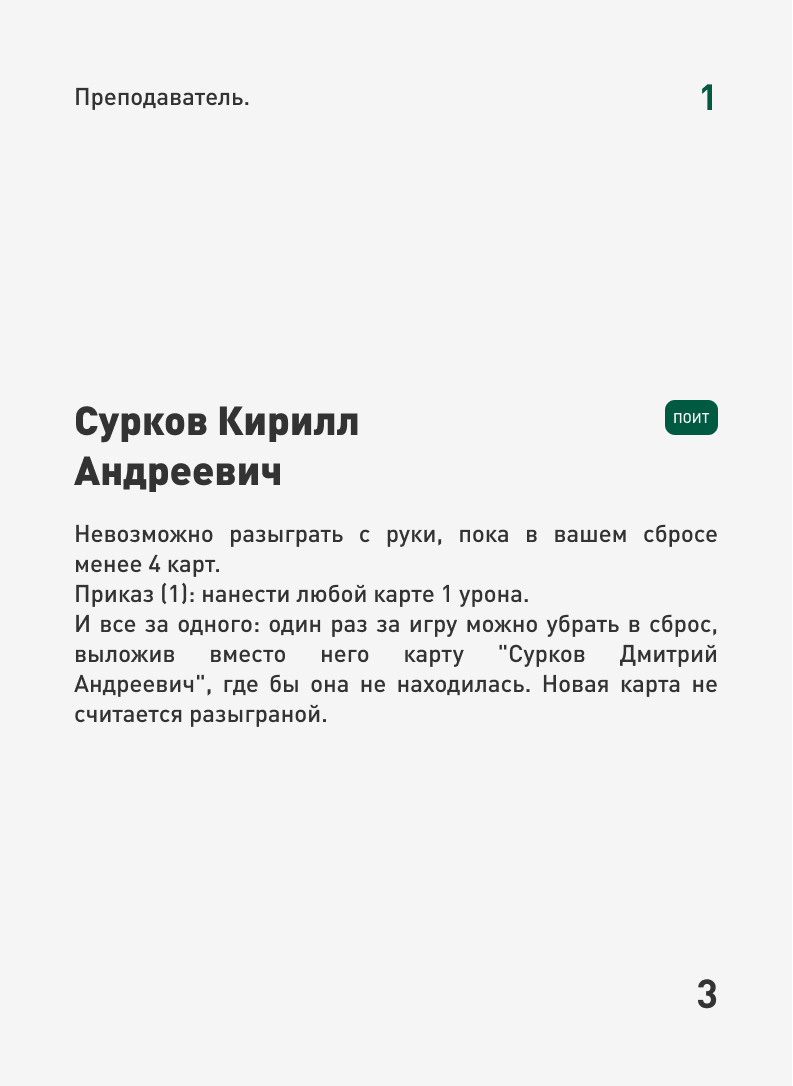 Преподаватель.
1
Сурков Кирилл
Андреевич
ПОИТ
Невозможно разыграть с руки, пока в вашем сбросе
менее 4 карт.
Приказ (1): нанести любой карте 1 урона.
И все за одного: один раз за игру можно убрать в сброс,
выложив вместо него карту "Сурков Дмитрий
Андреевич", где бы она не находилась. Новая карта не
считается разыграной.
3